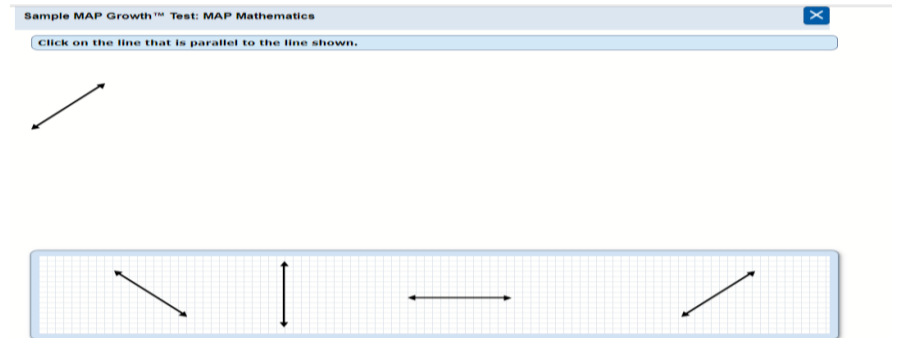 Sample MAP Growth™ Test: MAP Mathematics
Click on the line that is parallel to the line shown.